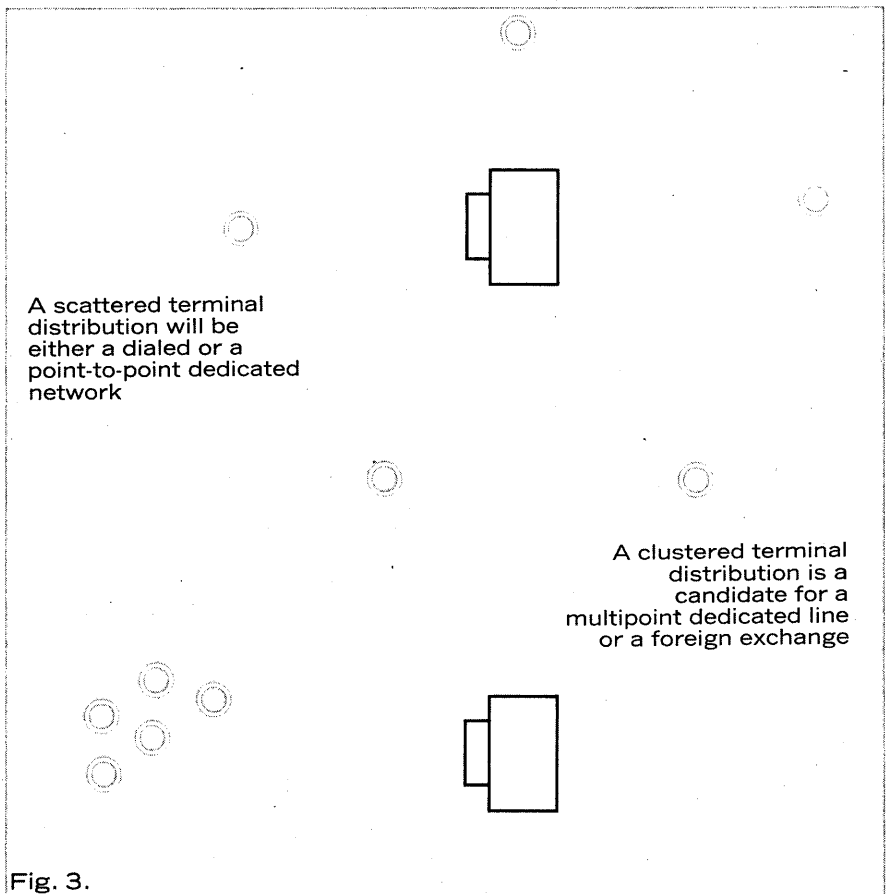 A scattered terminal
distribution will be
either a dialed or a
point-to-point dedicated
network
A clustered terminal
distribution is a
candidate for a
multipoint dedicated line
or a foreign exchange
Fig. 3.